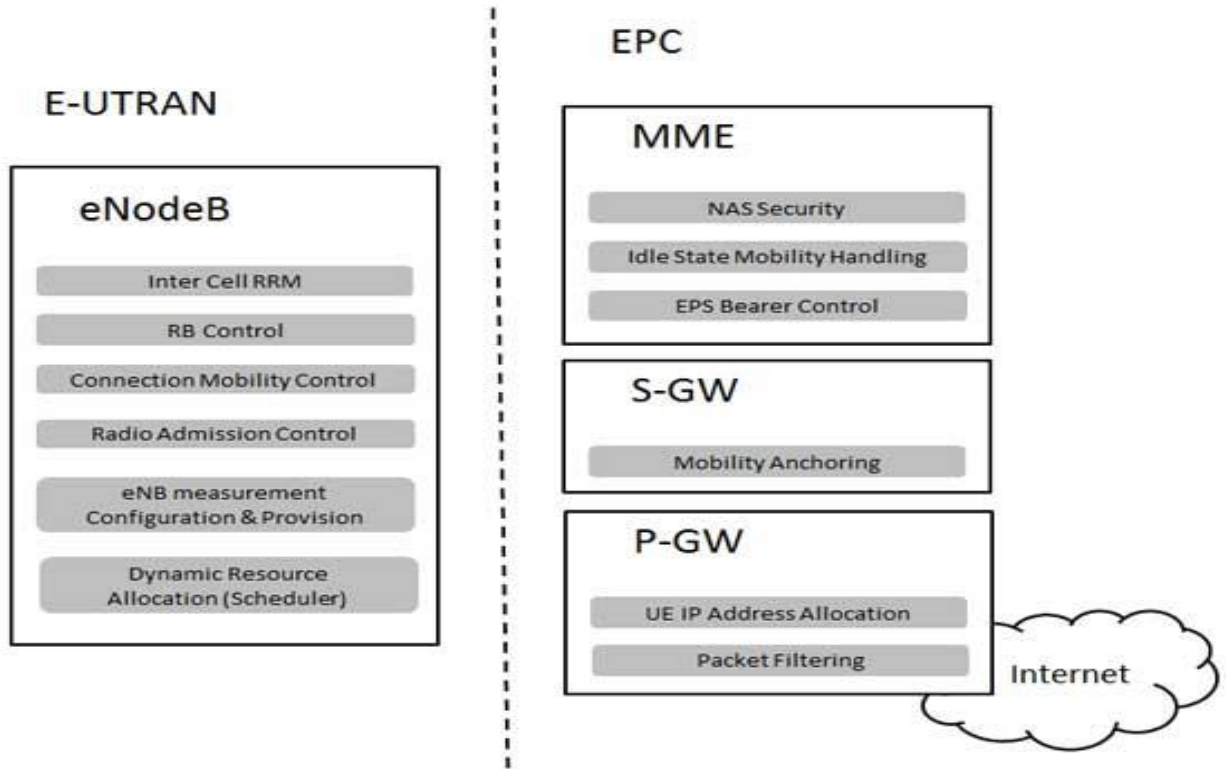 E-UTRAN
eNodeB
Inter Cell RRM
RB Control
Connection Mobility Control
Radio Admission Control
eNB measurement
Configuration & Provision
Dynamic Resource
Allocation (Scheduler)
EPC
MME
NAS Security
Idle State Mobility Handling
EPS Bearer Control
S-GW
Mobility Anchoring
P-GW
UE IP Address Allocation
Packet Filtering
Internet